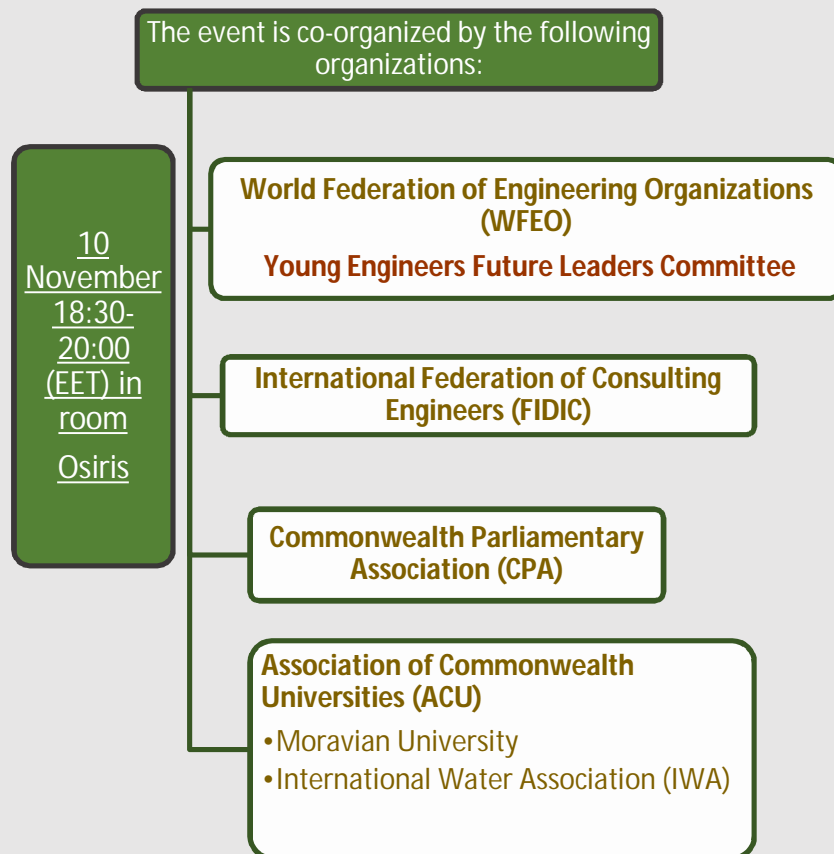 The event is co-organized by the following
organizations:
10
November
18:30-
20:00
(EET) in
room
Osiris
World Federation of Engineering Organizations
(WFEO)
Young Engineers Future Leaders Committee
International Federation of Consulting
Engineers (FIDIC)
Commonwealth Parliamentary
Association (CPA)
Association of Commonwealth
Universities (ACU)
•Moravian University
•International Water Association (IWA)